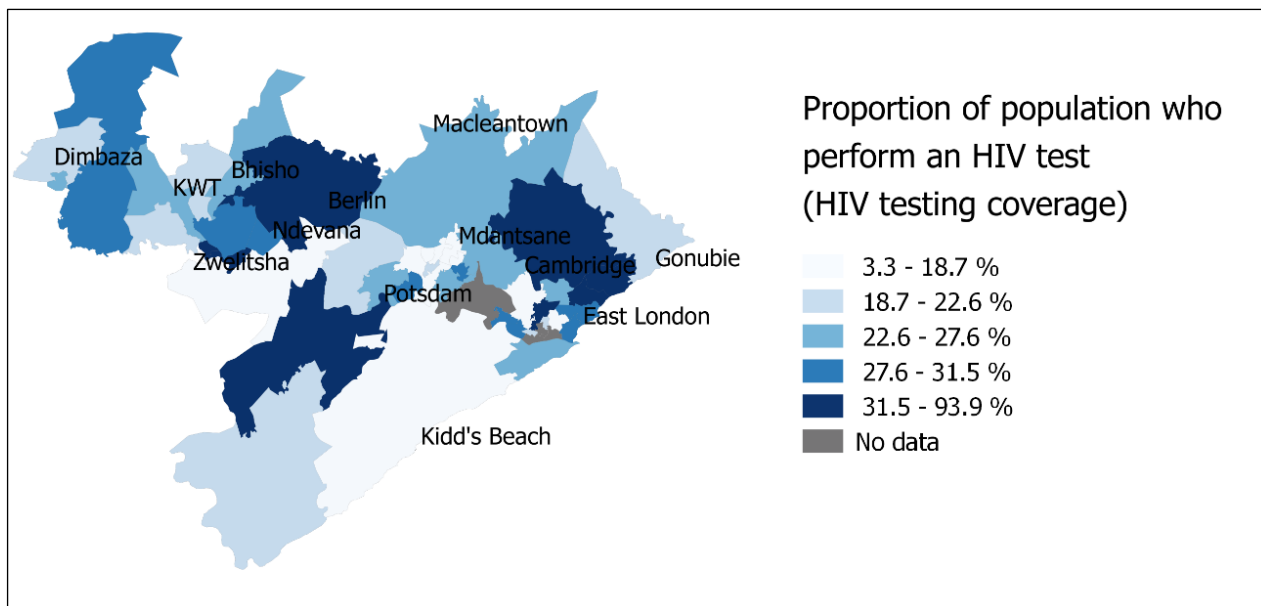 Macleantown
Dimbaza
Bhisho
KWT
Berlin
Ndevana
Mdantsane
Zwelitsha
Cambridge
Gonubie
Potsdam
East London
Kidd's Beach
Proportion of population who
perform an HIV test
(HIV testing coverage)
3.3 - 18.7 %
18.7 - 22.6 %
22.6 - 27.6 %
27.6 - 31.5 %
31.5 - 93.9 %
No data